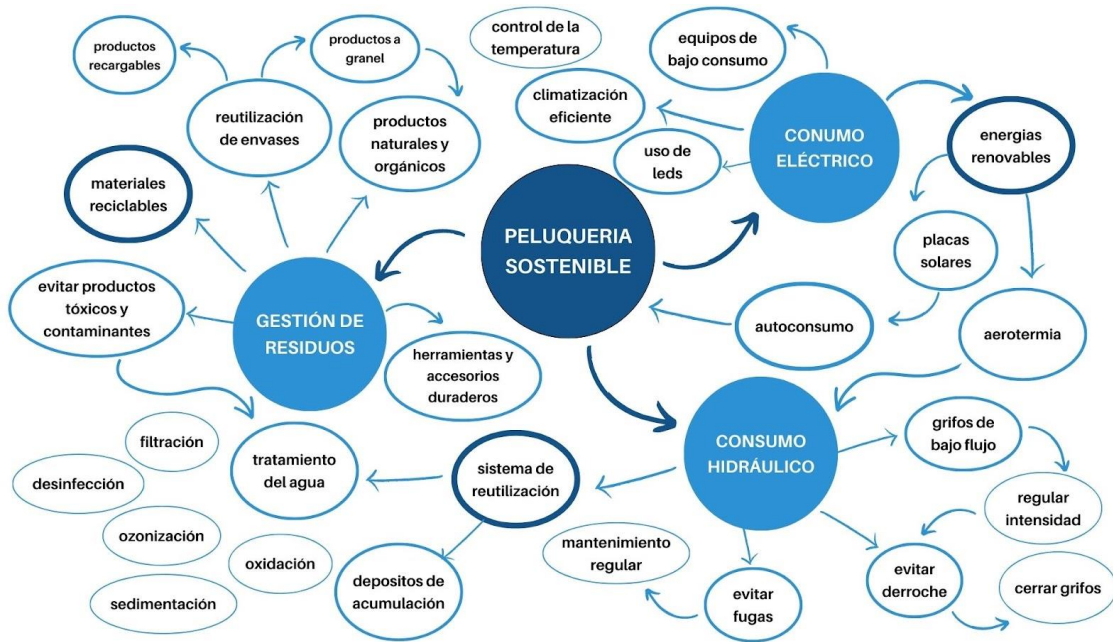 productos
recargables
productos a
granel
control de la
temperatura
equipos de
bajo consumo
reutilización
de envases
productos
naturales y
orgánicos
climatización
eficiente
uso de
leds
CONUMO
ELÉCTRICO
energias
renovables
materiales
reciclables
PELUQUERIA
SOSTENIBLE
placas
solares
evitar productos
tóxicos y
contaminantes
GESTIÓN DE
RESIDUOS
autoconsumo
aerotermia
herramientas y
accesorios
duraderos
filtración
tratamiento
del agua
sistema de
reutilización
CONSUMO
HIDRÁULICO
grifos de
bajo flujo
desinfección
regular
intensidad
ozonización
oxidación
mantenimiento
regular
sedimentación
depositos de
acumulación
evitar
fugas
evitar
derroche
cerrar grifos